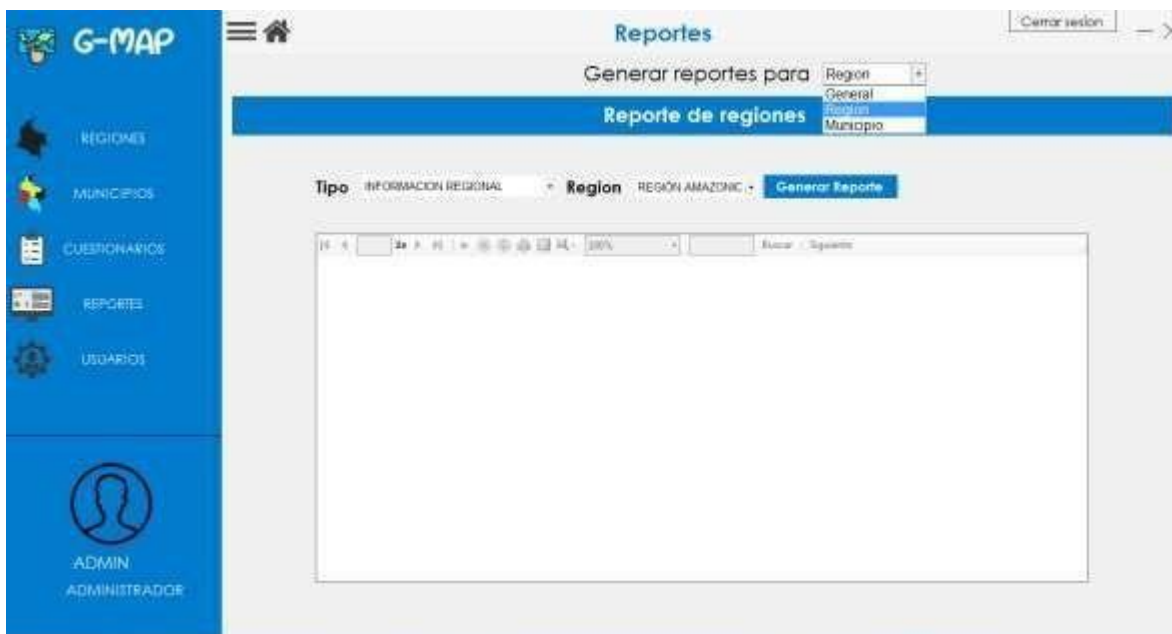 G-MAP
Reportes
Cerrar sesion
Generar reportes para Region
General
Region
Municipio
Reporte de regiones
REGIONES
MUNICIPIOS
CUESTIONARIOS
REPORTES
USUARIOS
Tipo INFORMACION REGIONAL Region REGIÓN AMAZONIC Generar Reporte
de 100% Buscar Siguiente
ADMIN
ADMINISTRADOR